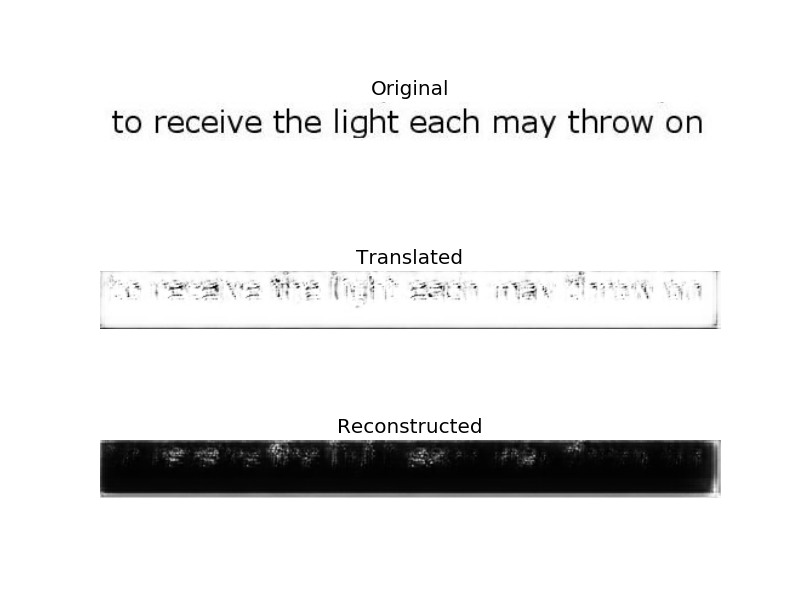 Original
to receive the light each may throw on
Translated
to receive the light each may throw on
Reconstructed